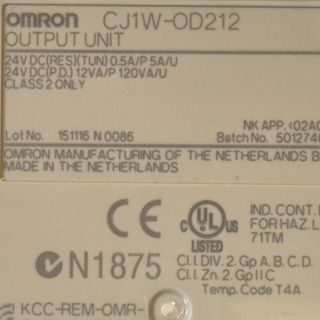 OMRON CJ1W-OD212
OUTPUT UNIT
24V DC(RES)(TUN) 0.5A/P 5A/U
24V DC(P.D.) 12VA/P 120VA/U
CLASS 2 ONLY
NK APP. (02A0
Lot No. 151116 N 0086 Batch No. 5012740
OMRON MANUFACTURING OF THE NETHERLANDS B
MADE IN THE NETHERLANDS
CE UL LISTED
IND. CONT.
FOR HAZ. L
71TM
N1875
Cl.I. DIV. 2. Gp A, B, C, D.
Cl.I. Zn. 2. Gp IIC
Temp. Code T4A
KCC-REM-OMR-